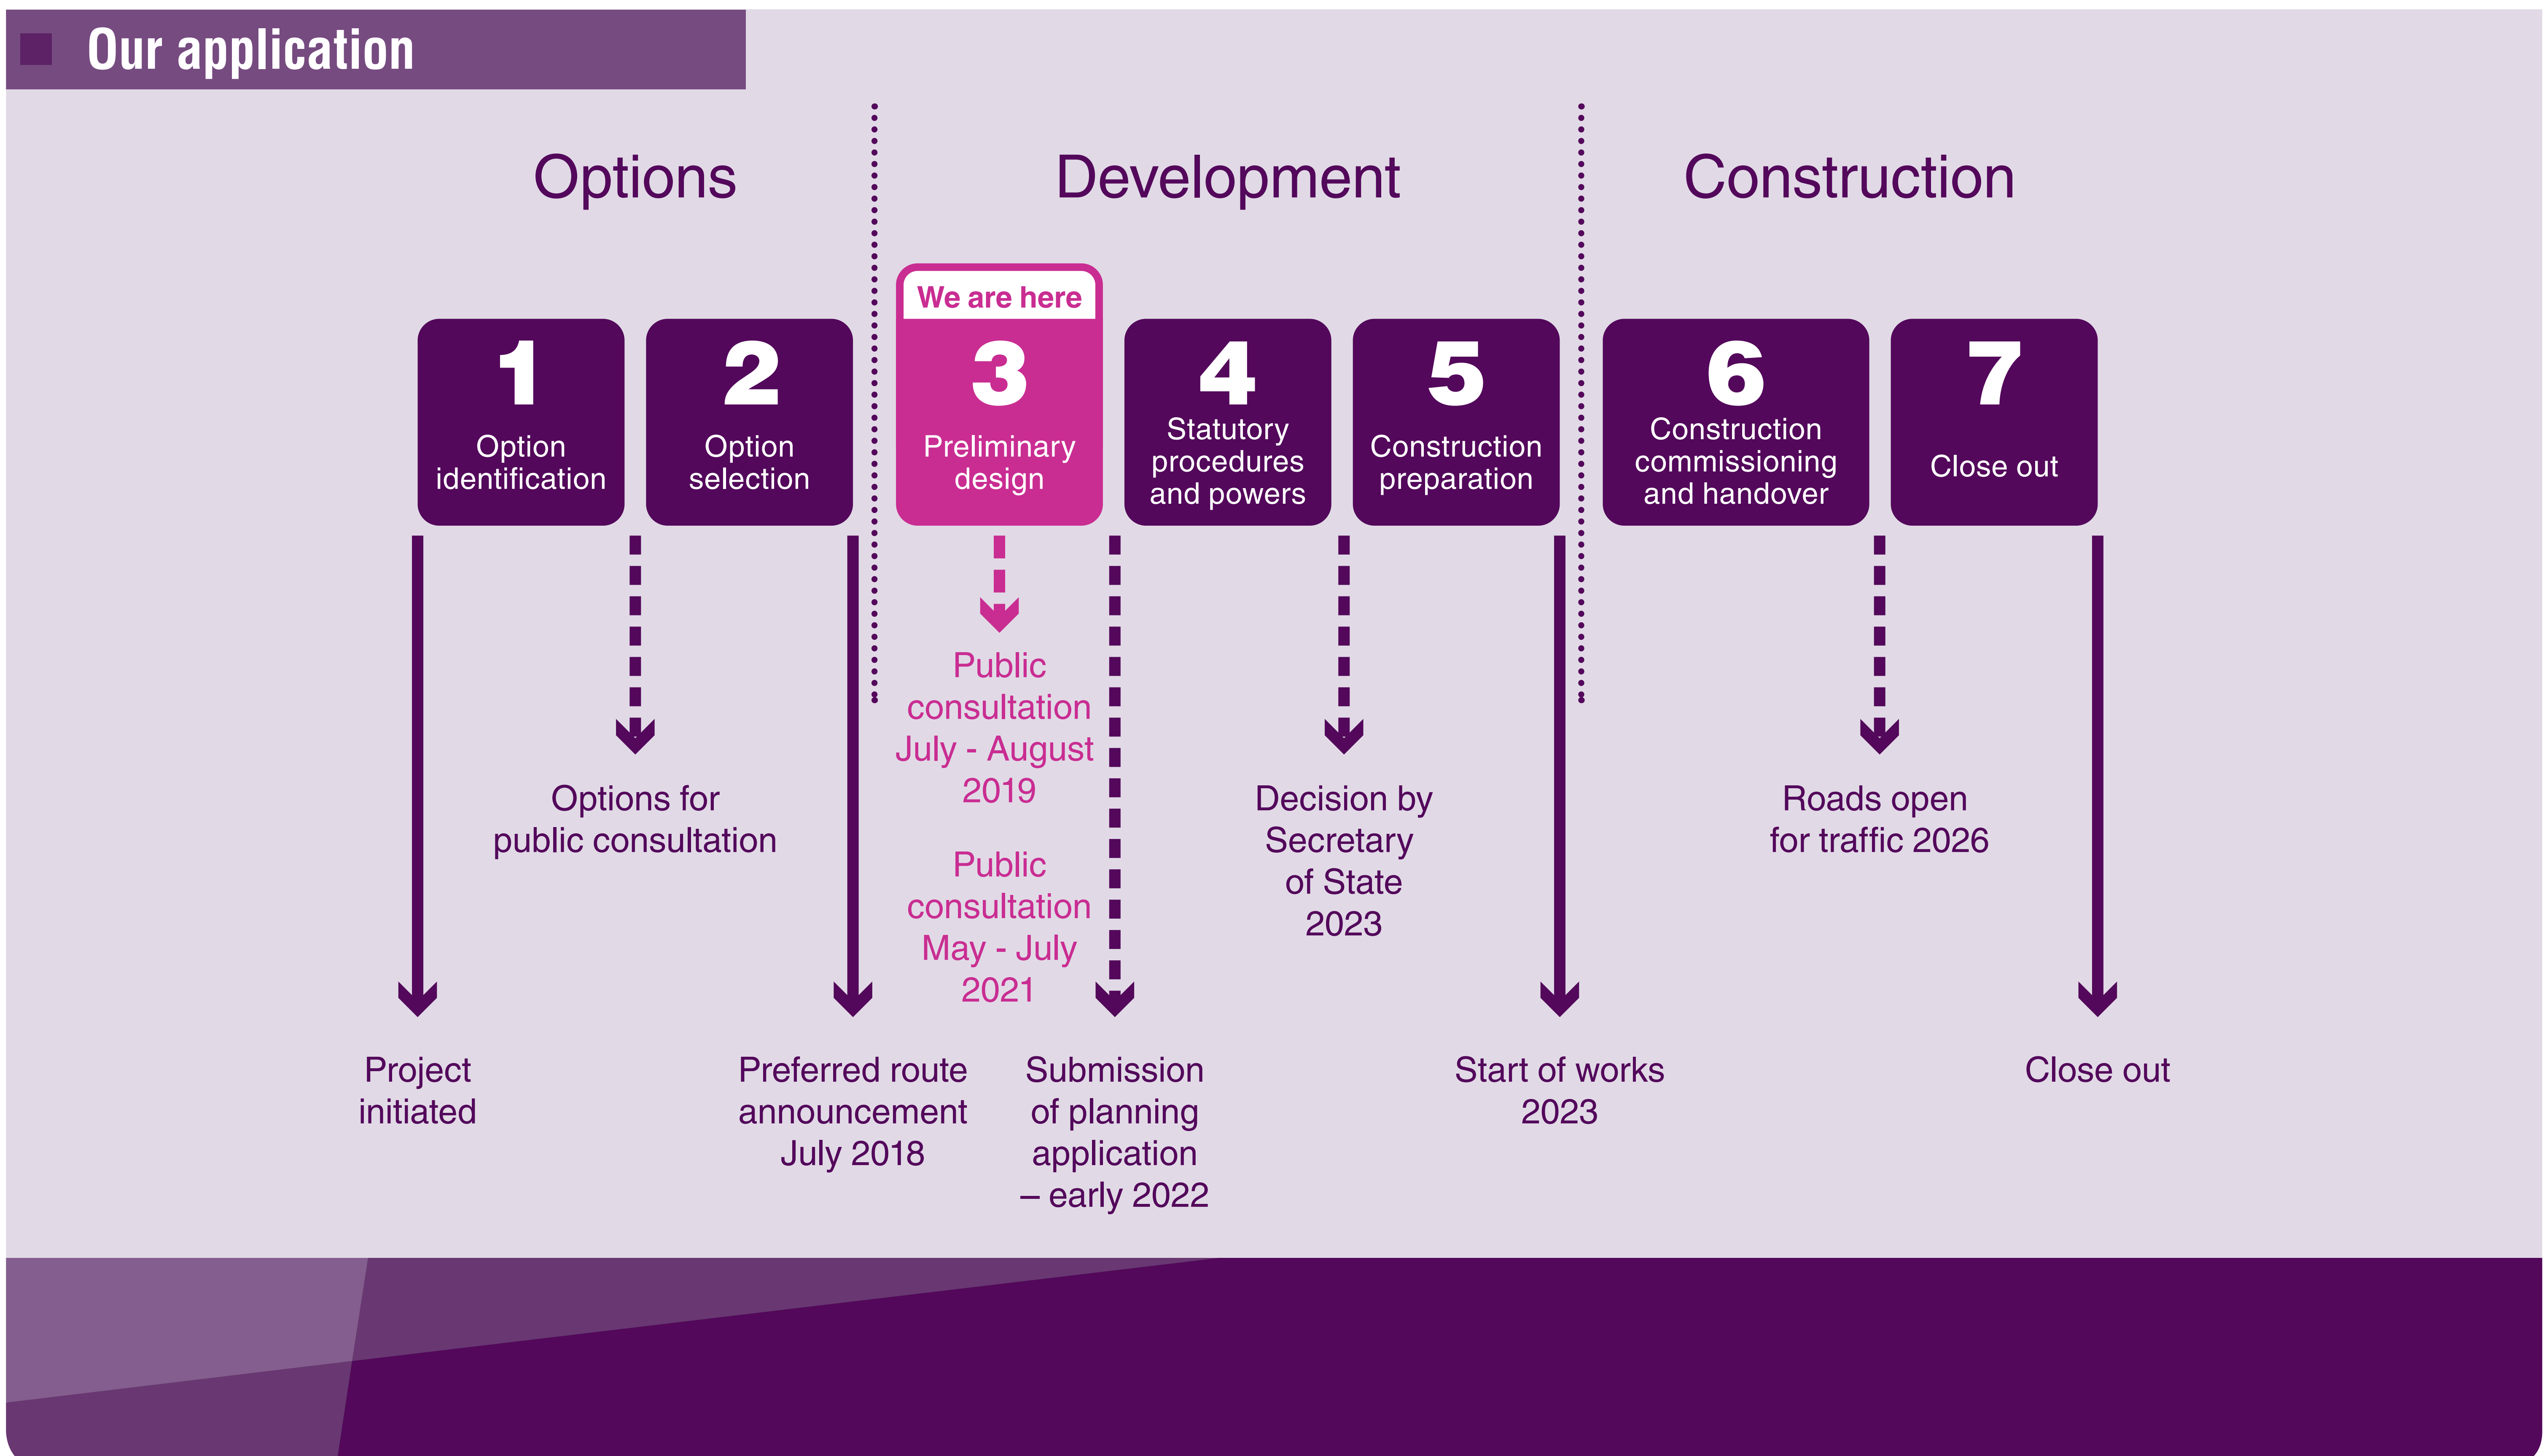 Our application
Options
Development
Construction
We are here
1
Option
identification
2
Option
selection
3
Preliminary
design
4
Statutory
procedures
and powers
5
Construction
preparation
6
Construction
commissioning
and handover
7
Close out
Project
initiated
Options for
public consultation
Preferred route
announcement
July 2018
Public
consultation
July - August
2019
Public
consultation
May - July
2021
Submission
of planning
application
– early 2022
Decision by
Secretary
of State
2023
Start of works
2023
Roads open
for traffic 2026
Close out